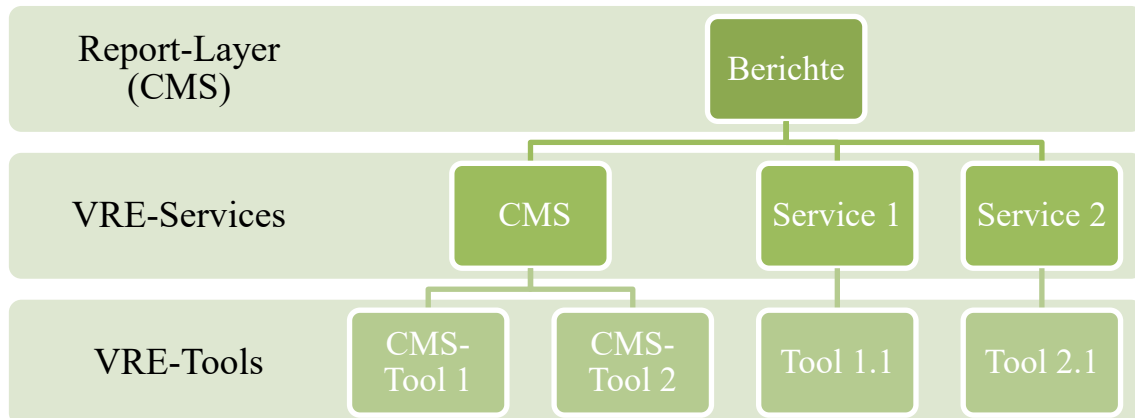 Report-Layer
(CMS)
Berichte
VRE-Services
CMS
Service 1
Service 2
VRE-Tools
CMS-
Tool 1
CMS-
Tool 2
Tool 1.1
Tool 2.1